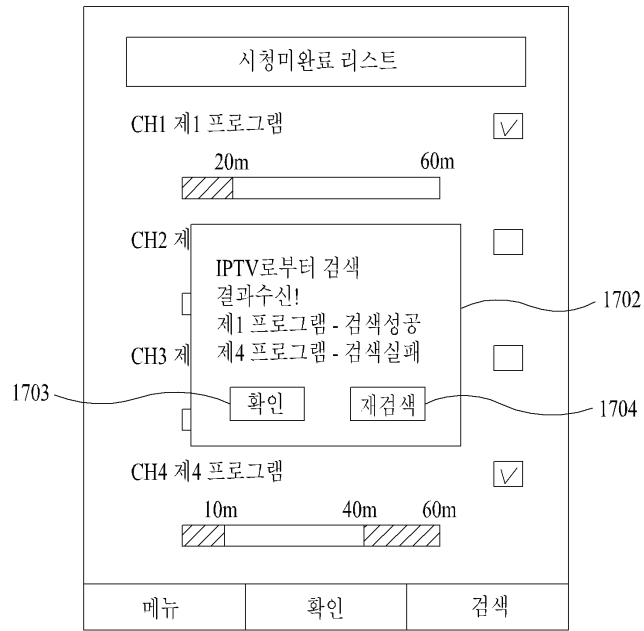 시청미완료 리스트
CH1 제1 프로그램
20m 60m
CH2 제
IPTV로부터 검색
결과수신!
제1 프로그램 - 검색성공
1702
CH3 제
제4 프로그램 - 검색실패
1703
확인 재검색
1704
CH4 제4 프로그램
10m 40m 60m
메뉴 확인 검색